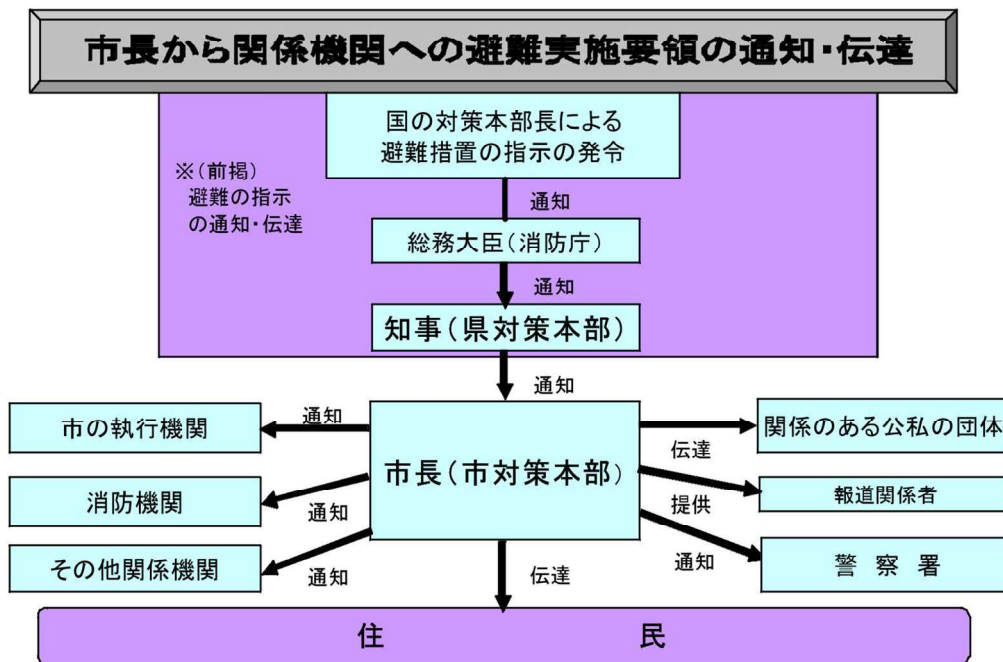 市長から関係機関への避難実施要領の通知・伝達
国の対策本部長による
避難措置の指示の発令
※(前掲)
避難の指示
の通知・伝達
通知
総務大臣(消防庁)
通知
知事(県対策本部)
通知
市の執行機関
通知
市長(市対策本部)
関係のある公私の団体
伝達
消防機関
通知
報道関係者
提供
その他関係機関
通知
警察署
通知
伝達
住民